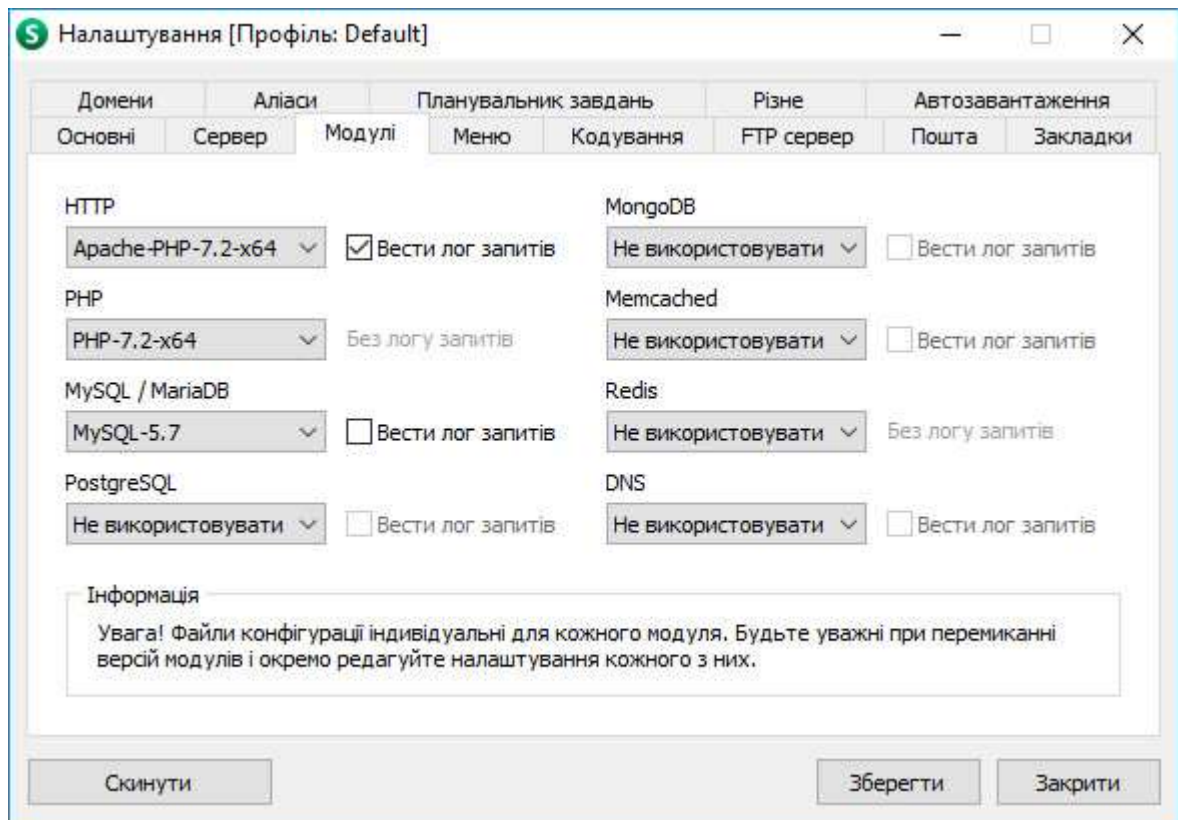 S Налаштування [Профіль: Default]
Домени Аліаси Планувальник завдань Різне Автозавантаження
Основні Сервер Модулі Меню Кодування FTP сервер Пошта Закладки
HTTP MongoDB
Apache-PHP-7.2-x64 Вести лог запитів Не використовувати Вести лог запитів
PHP Memcached
PHP-7.2-x64 Без логу запитів Не використовувати Вести лог запитів
MySQL / MariaDB Redis
MySQL-5.7 Вести лог запитів Не використовувати Без логу запитів
PostgreSQL DNS
Не використовувати Вести лог запитів Не використовувати Вести лог запитів
Інформація
Увага! Файли конфігурації індивідуальні для кожного модуля. Будьте уважні при перемиканні
версій модулів і окремо редагуйте налаштування кожного з них.
Скинути Зберегти Закрити